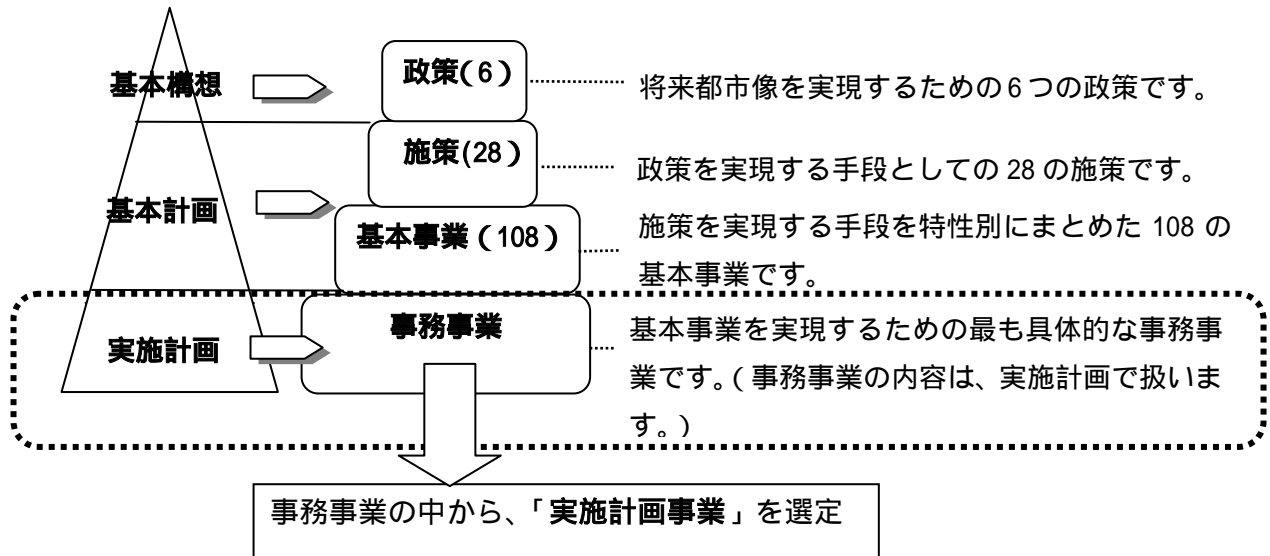 基本構想
政策(6)
将来都市像を実現するための6つの政策です。
施策(28)
政策を実現する手段としての 28 の施策です。
基本計画
基本事業(108)
施策を実現する手段を特性別にまとめた 108 の
基本事業です。
実施計画
事務事業
基本事業を実現するための最も具体的な事務事
業です。(事務事業の内容は、実施計画で扱いま
す。)
事務事業の中から、「実施計画事業」を選定